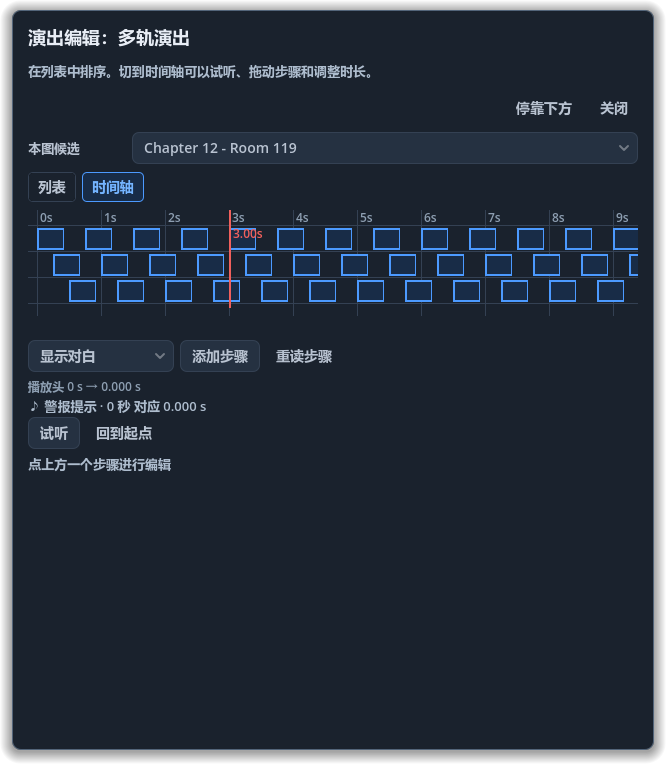 演出编辑：多轨演出
在列表中排序。切到时间轴可以试听、拖动步骤和调整时长。
停靠下方 关闭
本图候选 Chapter 12 - Room 119
列表 时间轴
0s 1s 2s 3s 4s 5s 6s 7s 8s 9s
3.00s
显示对白 添加步骤 重读步骤
播放头 0 s → 0.000 s
♪ 警报提示 · 0 秒 对应 0.000 s
试听 回到起点
点上方一个步骤进行编辑